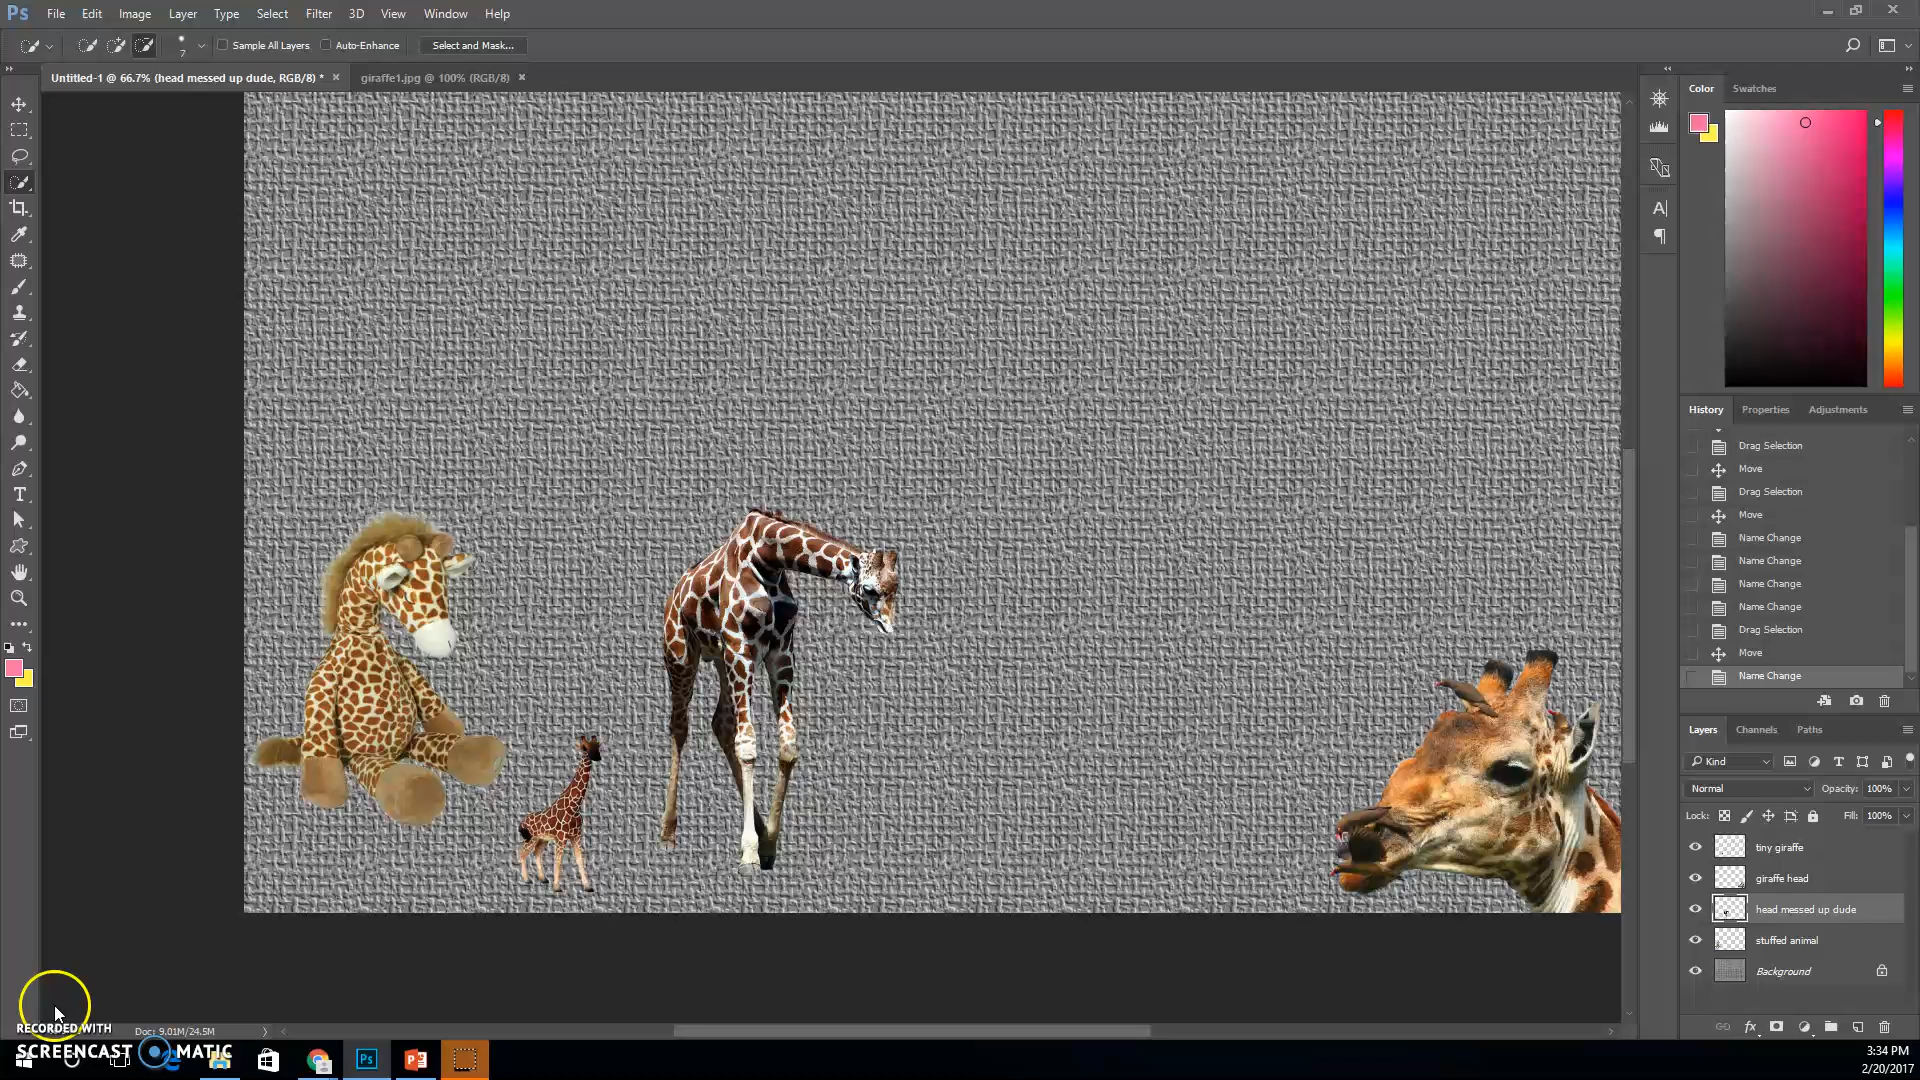 Ps File Edit Image Layer Type Select Filter 3D View Window Help
7 Sample All Layers Auto-Enhance Select and Mask...
Untitled-1 @ 66.7% (head messed up dude, RGB/8) * × giraffe1.jpg @ 100% (RGB/8) ×
Color Swatches
History Properties Adjustments
Drag Selection
Move
Drag Selection
Move
Name Change
Name Change
Name Change
Name Change
Drag Selection
Move
Name Change
Layers Channels Paths
Kind
Normal Opacity: 100%
Lock: Fill: 100%
tiny giraffe
giraffe head
head messed up dude
stuffed animal
Background
RECORDED WITH
Doc: 9.01M/24.5M
SCREENCAST MATIC
3:34 PM
2/20/2017